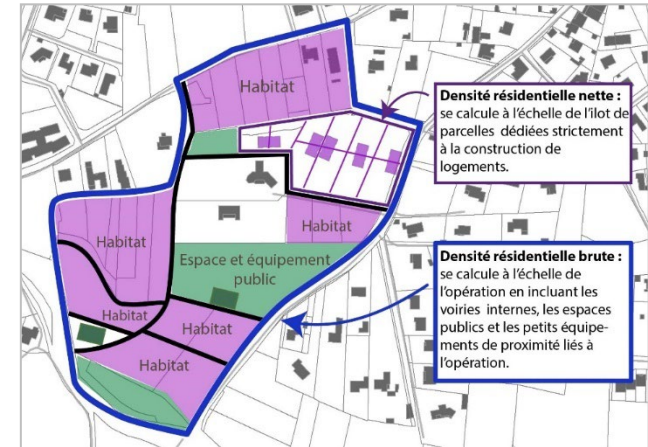 Habitat
Densité résidentielle nette :
se calcule à l'échelle de l'îlot de
parcelles dédiées strictement
à la construction de
logements.
Habitat
Habitat
Espace et équipement
public
Densité résidentielle brute :
se calcule à l'échelle de
l'opération en incluant les
voiries internes, les espaces
publics et les petits équipe-
ments de proximité liés à
l'opération.
Habitat
Habitat
Habitat